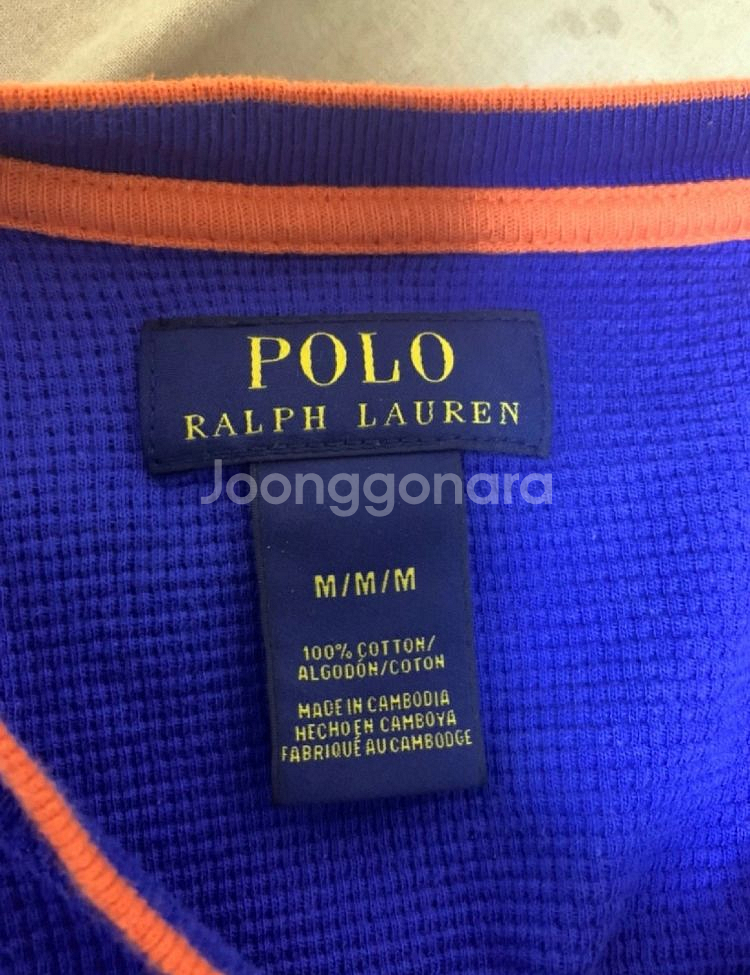 POLO
RALPH LAUREN
Joonggonara
M/M/M
100% COTTON/
ALGODÓN/COTON
MADE IN CAMBODIA
HECHO EN CAMBOYA
FABRIQUÉ AU CAMBODGE